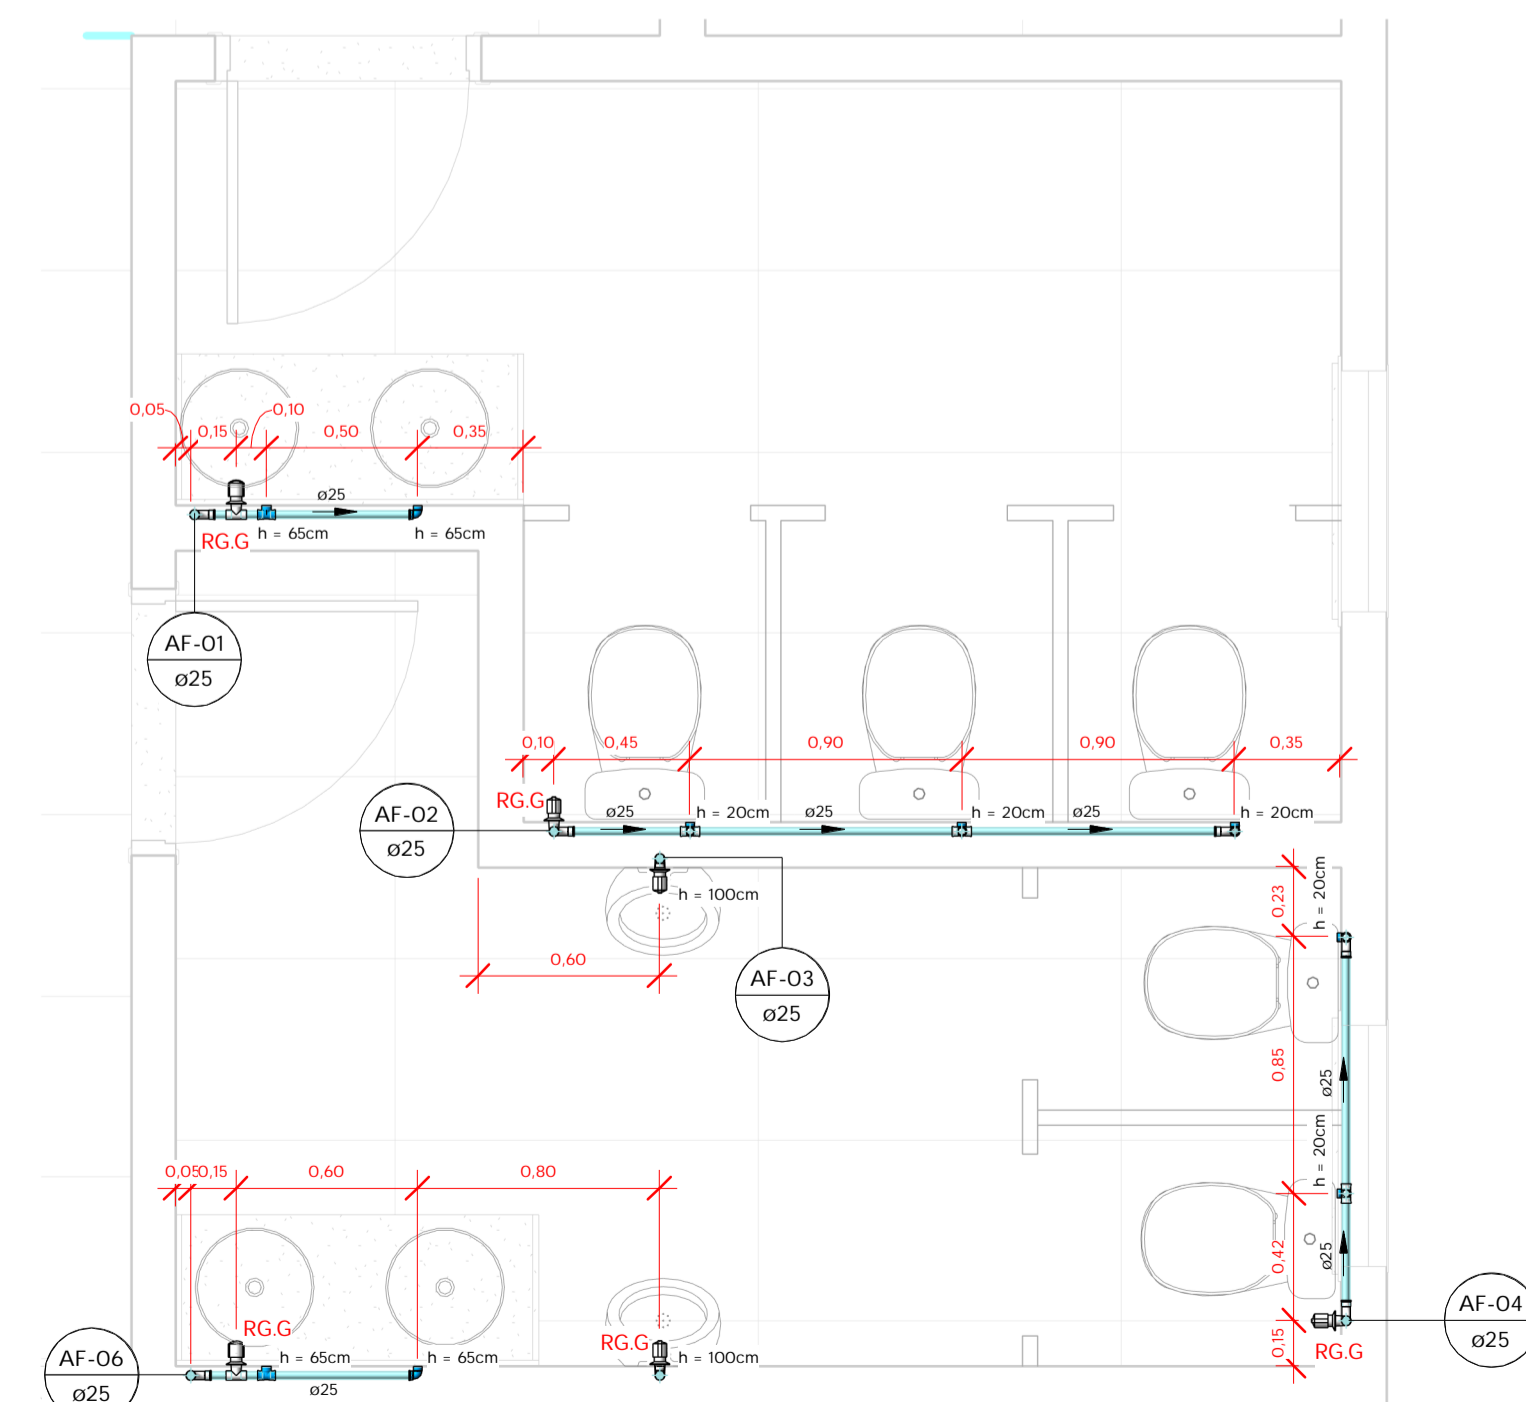 0,05
0,10
0,15
0,50
0,35
ø25
RG.G
h = 65cm
h = 65cm
AF-01
ø25
0,10
0,45
0,90
0,90
0,35
RG.G
AF-02
ø25
ø25
h = 20cm
ø25
h = 20cm
ø25
h = 20cm
h = 100cm
0,60
AF-03
ø25
0,23
h = 20cm
0,85
ø25
h = 20cm
0,42
ø25
0,15
RG.G
AF-04
ø25
0,05
0,15
0,60
0,80
RG.G
RG.G
h = 65cm
h = 65cm
h = 100cm
AF-06
ø25
ø25